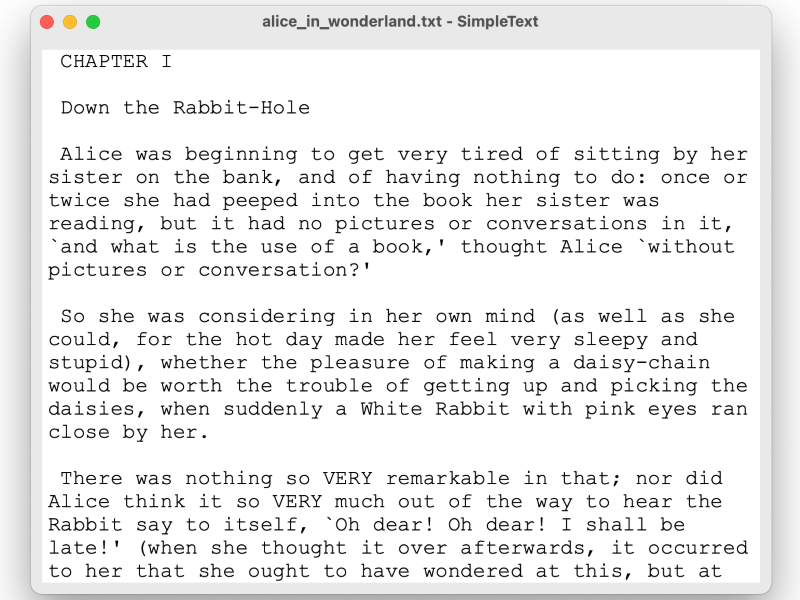 alice_in_wonderland.txt - SimpleText
CHAPTER I
Down the Rabbit-Hole
Alice was beginning to get very tired of sitting by her
sister on the bank, and of having nothing to do: once or
twice she had peeped into the book her sister was
reading, but it had no pictures or conversations in it,
`and what is the use of a book,' thought Alice `without
pictures or conversation?'
So she was considering in her own mind (as well as she
could, for the hot day made her feel very sleepy and
stupid), whether the pleasure of making a daisy-chain
would be worth the trouble of getting up and picking the
daisies, when suddenly a White Rabbit with pink eyes ran
close by her.
There was nothing so VERY remarkable in that; nor did
Alice think it so VERY much out of the way to hear the
Rabbit say to itself, `Oh dear! Oh dear! I shall be
late!' (when she thought it over afterwards, it occurred
to her that she ought to have wondered at this, but at